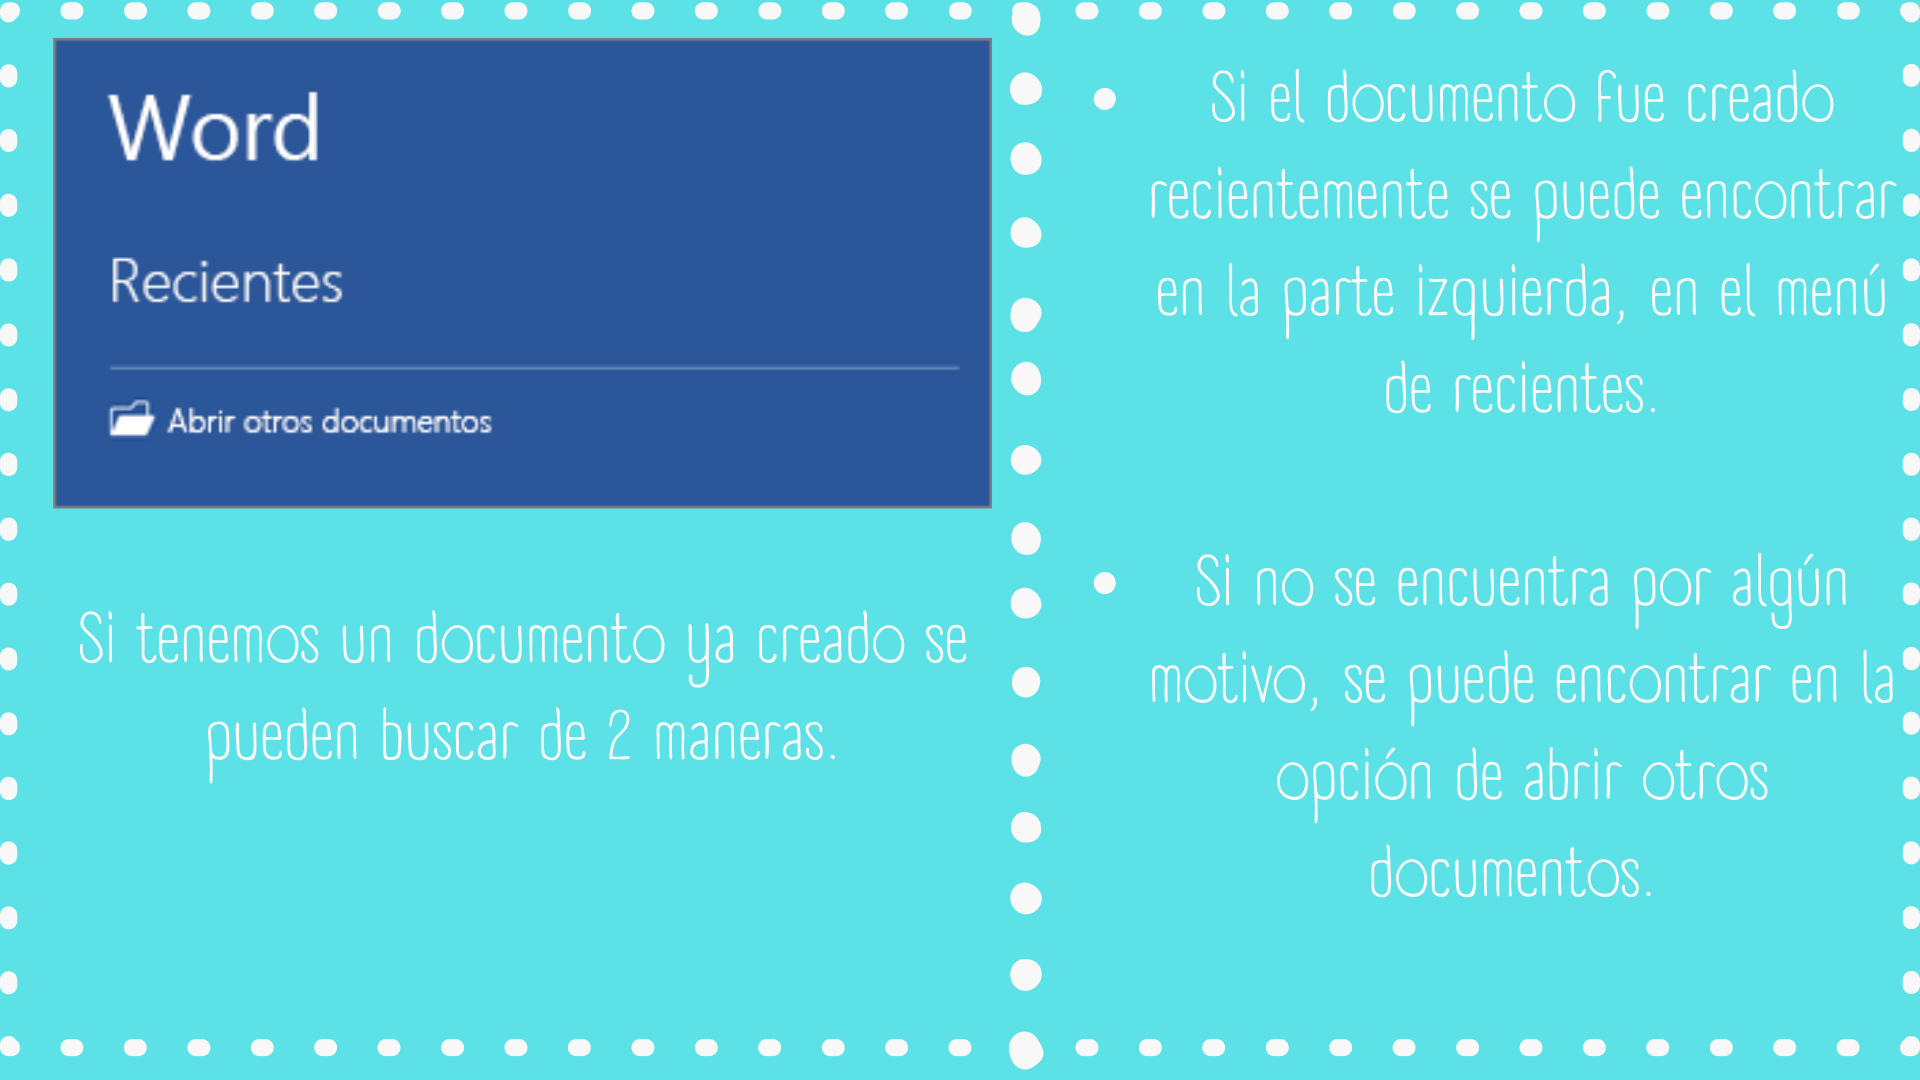 Word
Recientes
Abrir otros documentos
Si tenemos un documento ya creado se
pueden buscar de 2 maneras.
• Si el documento fue creado
recientemente se puede encontrar
en la parte izquierda, en el menú
de recientes.
• Si no se encuentra por algún
motivo, se puede encontrar en la
opción de abrir otros
documentos.